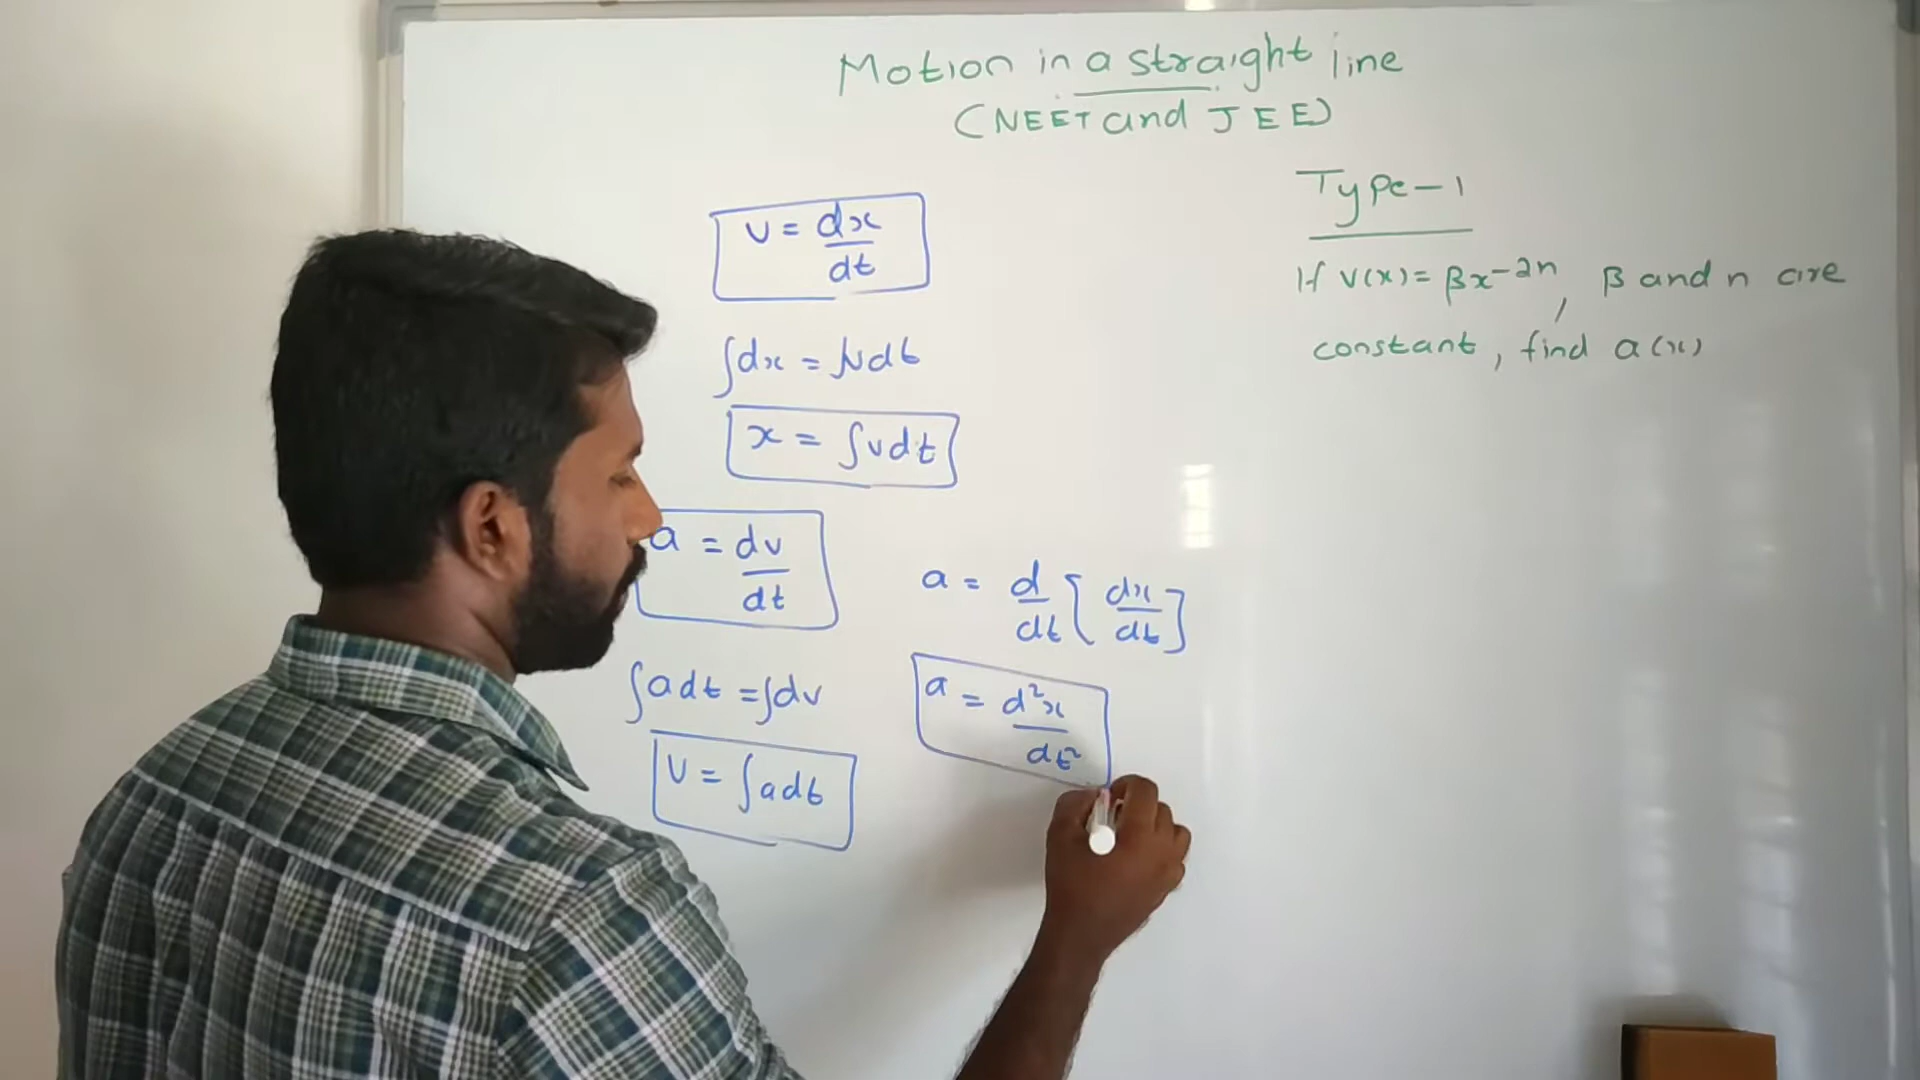 Motion in a straight line
(NEET and JEE)
v = dx/dt
∫dx = ∫vdt
x = ∫vdt
a = dv/dt
∫adt = ∫dv
v = ∫adt
a = d/dt [dx/dt]
a = d²x/dt²
Type-1
If v(x) = βx⁻²ⁿ, β and n are
constant, find a(x)